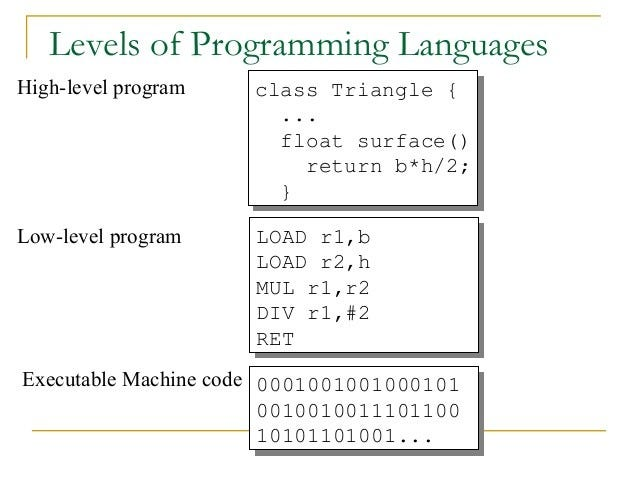 Levels of Programming Languages
High-level program
class Triangle {
...
float surface()
return b*h/2;
}
Low-level program
LOAD r1,b
LOAD r2,h
MUL r1,r2
DIV r1,#2
RET
Executable Machine code
0001001001000101
0010010011101100
10101101001...